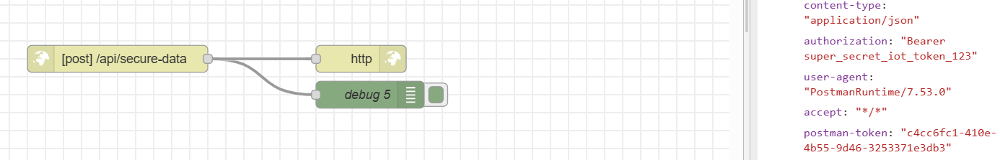 [post] /api/secure-data
http
debug 5
content-type:
"application/json"
authorization: "Bearer
super_secret_iot_token_123"
user-agent:
"PostmanRuntime/7.53.0"
accept: "*/*"
postman-token: "c4cc6fc1-410e-
4b55-9d46-3253371e3db3"